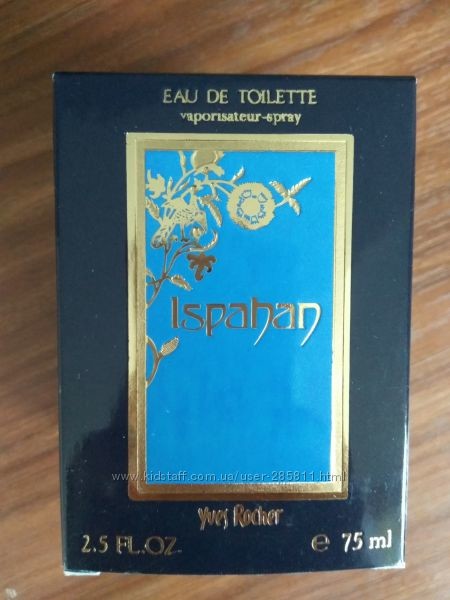 EAU DE TOILETTE
vaporisateur-spray
Ispahan
www.kidstaff.com.ua/user-285811.html
Yves Rocher
2.5 FL.OZ. e 75 ml